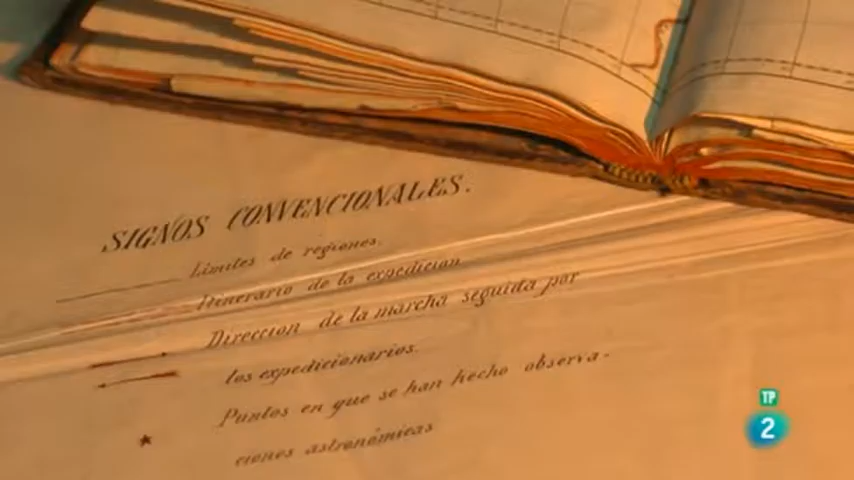 SIGNOS CONVENCIONALES.
Limites de regiones.
Itinerario de la expedicion
Direccion de la marcha seguida por
los expedicionarios.
Puntos en que se han hecho observa-
ciones astronómicas
TP
2